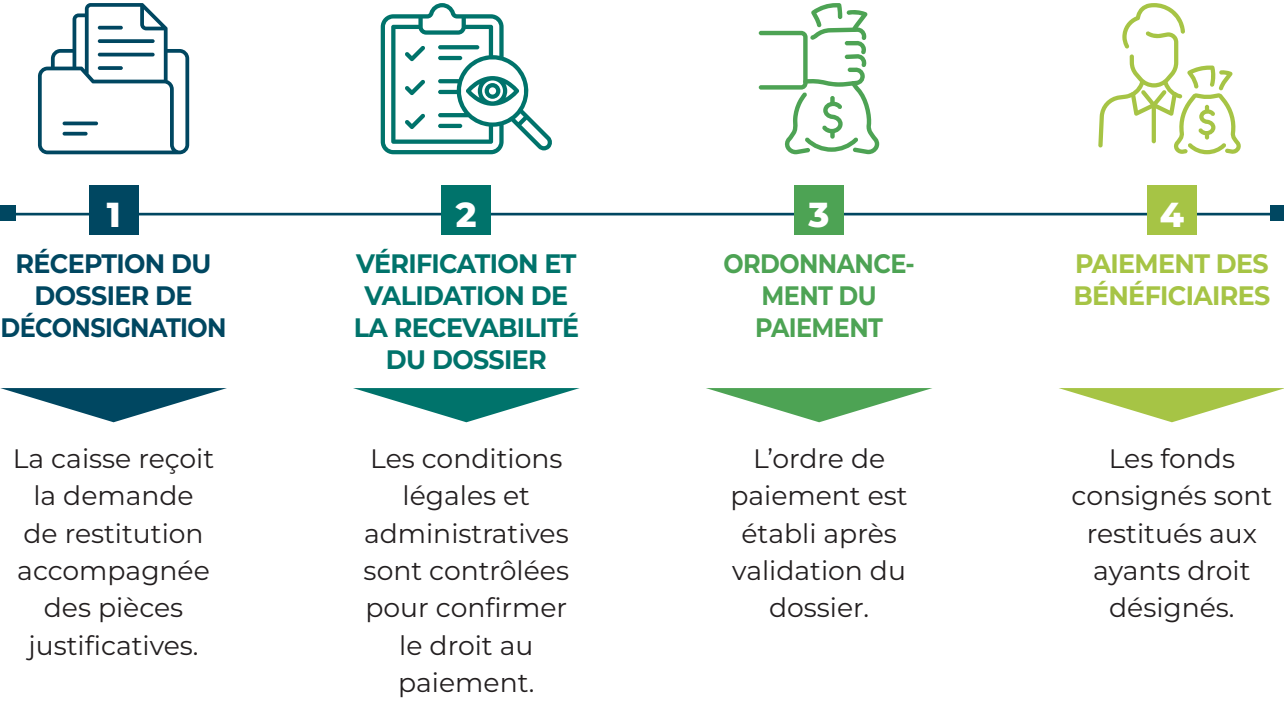 $
$
1
RÉCEPTION DU
DOSSIER DE
DÉCONSIGNATION
La caisse reçoit
la demande
de restitution
accompagnée
des pièces
justificatives.
2
VÉRIFICATION ET
VALIDATION DE
LA RECEVABILITÉ
DU DOSSIER
Les conditions
légales et
administratives
sont contrôlées
pour confirmer
le droit au
paiement.
3
ORDONNANCE-
MENT DU
PAIEMENT
L’ordre de
paiement est
établi après
validation du
dossier.
4
PAIEMENT DES
BÉNÉFICIAIRES
Les fonds
consignés sont
restitués aux
ayants droit
désignés.